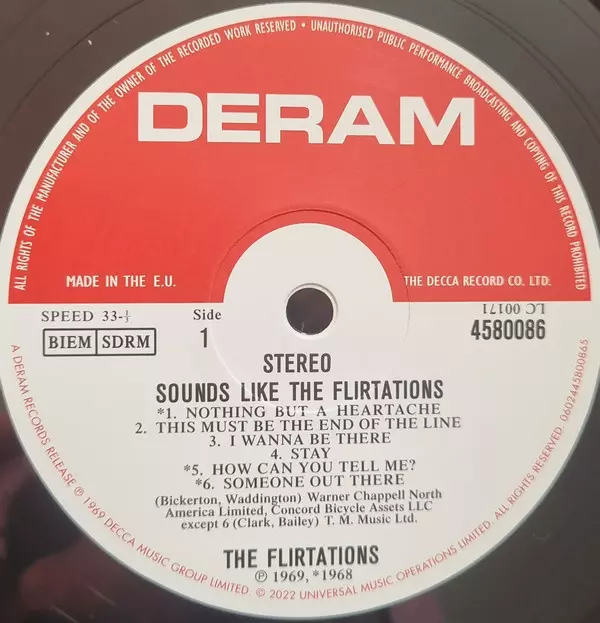 ALL RIGHTS OF THE MANUFACTURER AND OF THE OWNER OF THE RECORDED WORK RESERVED • UNAUTHORISED PUBLIC PERFORMANCE BROADCASTING AND COPYING OF THIS RECORD PROHIBITED
DERAM
MADE IN THE E.U.
THE DECCA RECORD CO. LTD.
SPEED 33-⅓
Side
1
LC 00171
BIEM SDRM
4580086
STEREO
SOUNDS LIKE THE FLIRTATIONS
*1. NOTHING BUT A HEARTACHE
2. THIS MUST BE THE END OF THE LINE
3. I WANNA BE THERE
4. STAY
*5. HOW CAN YOU TELL ME?
*6. SOMEONE OUT THERE
(Bickerton, Waddington) Warner Chappell North
America Limited, Concord Bicycle Assets LLC
except 6 (Clark, Bailey) T. M. Music Ltd.
THE FLIRTATIONS
℗ 1969, *1968
A DERAM RECORDS RELEASE ℗ 1969 DECCA MUSIC GROUP LIMITED © 2022 UNIVERSAL MUSIC OPERATIONS LIMITED. ALL RIGHTS RESERVED. 0602445800865